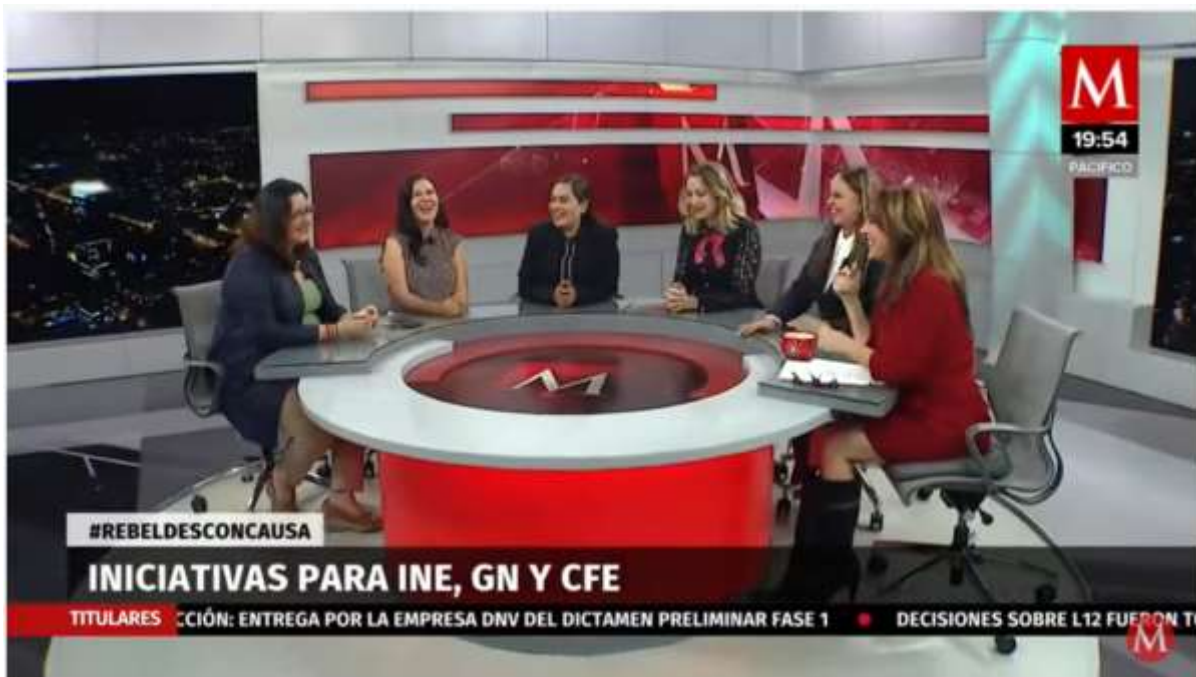 M
19:54
PACIFICO
M
#REBELDESCONCAUSA
INICIATIVAS PARA INE, GN Y CFE
TITULARES CCIÓN: ENTREGA POR LA EMPRESA DNV DEL DICTAMEN PRELIMINAR FASE 1 ● DECISIONES SOBRE L12 FUERON
M